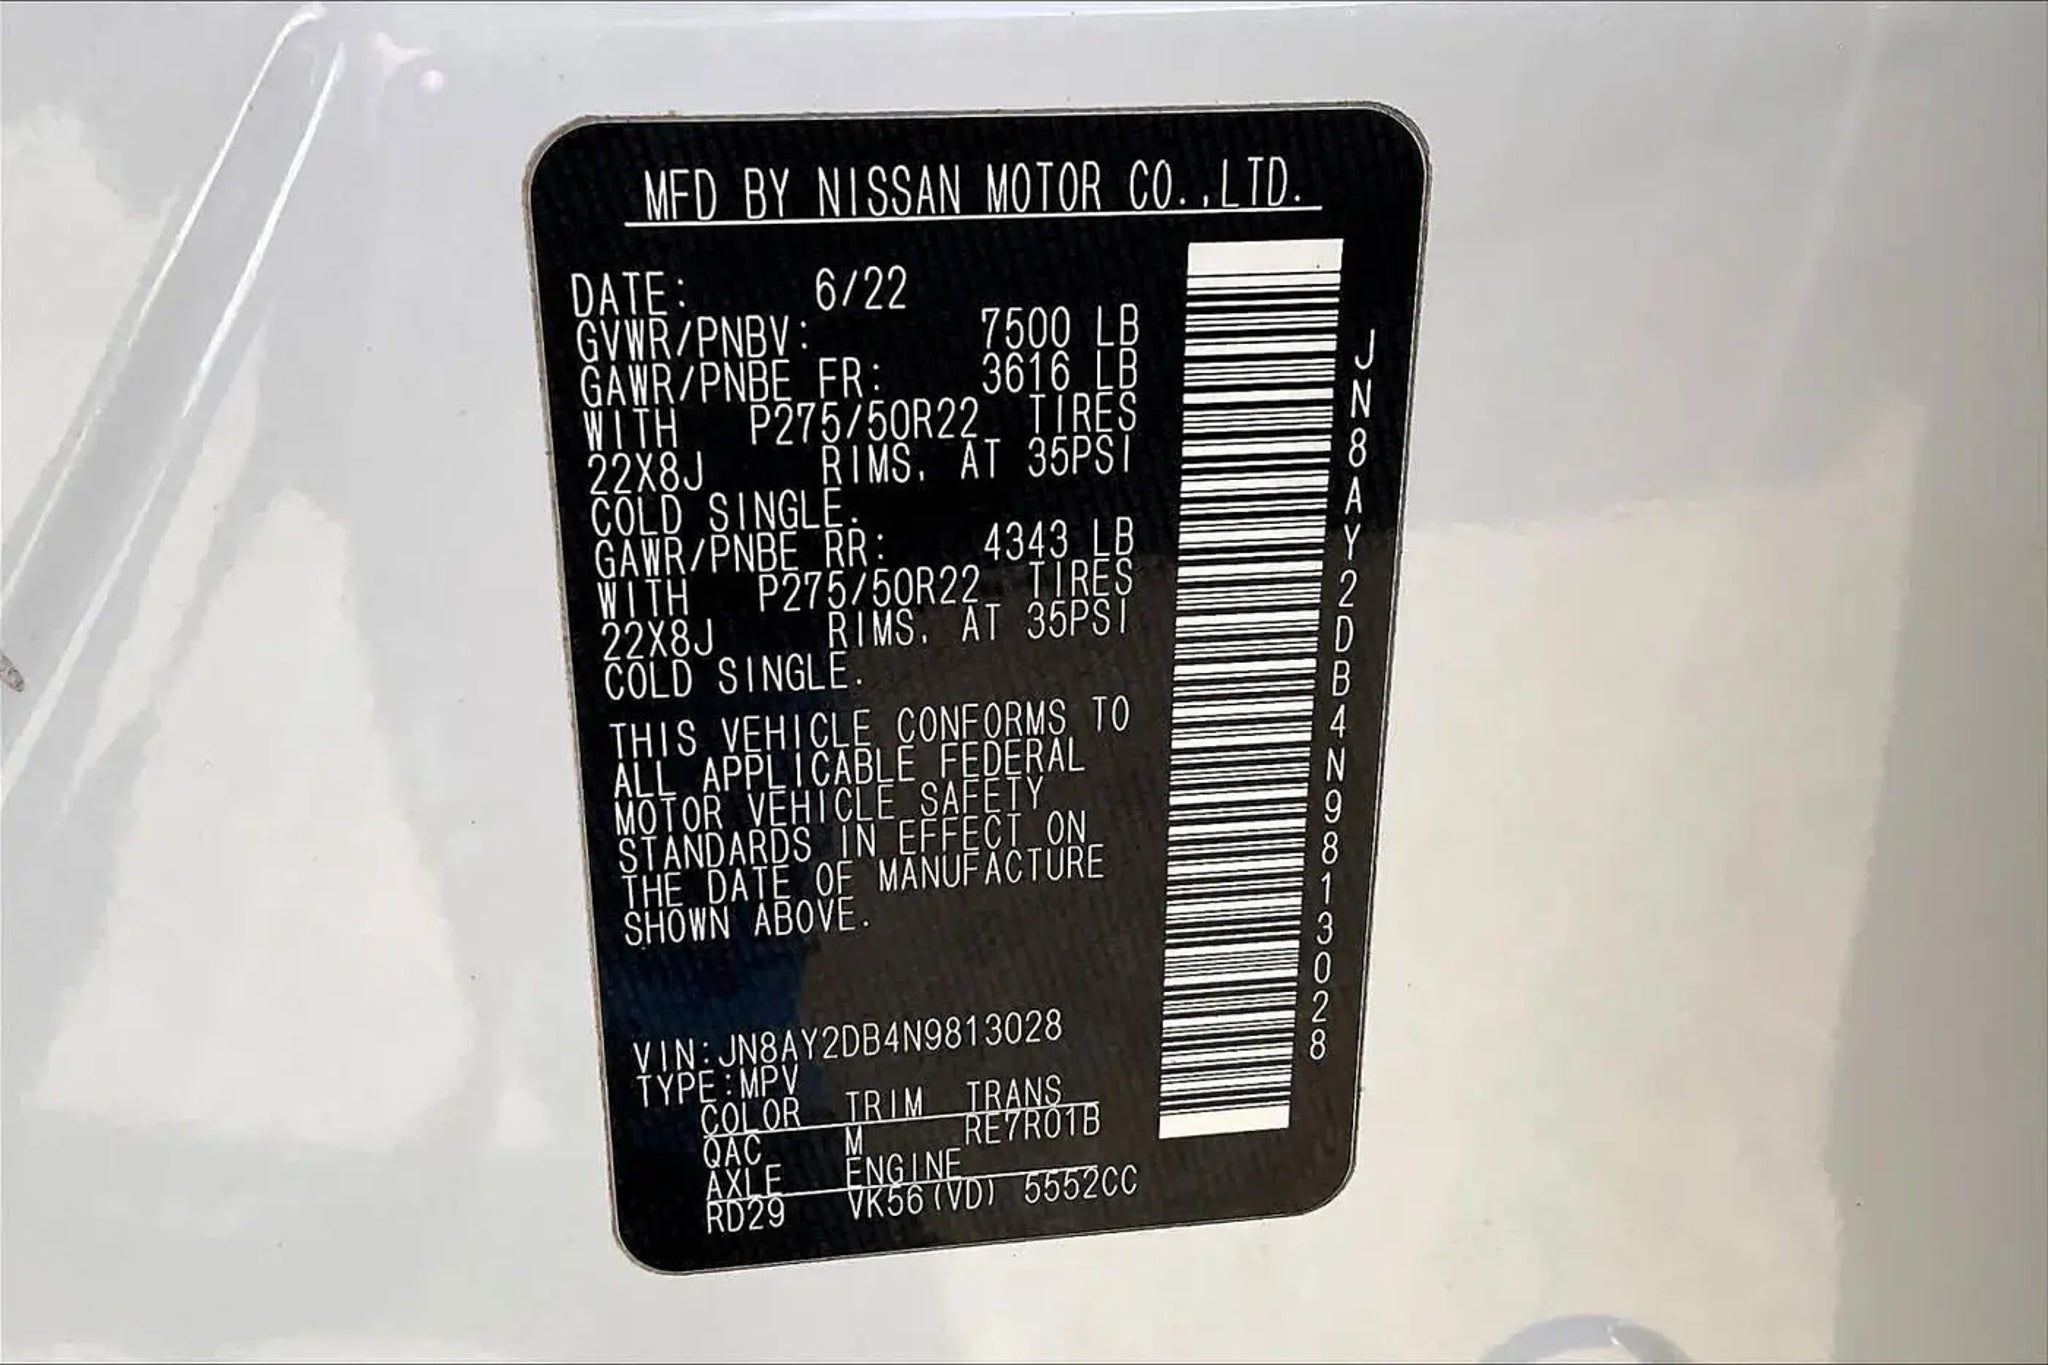 MFD BY NISSAN MOTOR CO.,LTD.
DATE: 6/22
GVWR/PNBV: 7500 LB
GAWR/PNBE FR: 3616 LB
WITH P275/50R22 TIRES
22X8J RIMS, AT 35PSI
COLD SINGLE.
GAWR/PNBE RR: 4343 LB
WITH P275/50R22 TIRES
22X8J RIMS, AT 35PSI
COLD SINGLE.
THIS VEHICLE CONFORMS TO
ALL APPLICABLE FEDERAL
MOTOR VEHICLE SAFETY
STANDARDS IN EFFECT ON
THE DATE OF MANUFACTURE
SHOWN ABOVE.
VIN:JN8AY2DB4N9813028
TYPE:MPV
COLOR TRIM TRANS
QAC M RE7R01B
AXLE ENGINE
RD29 VK56(VD) 5552CC
JN8AY2DB4N9813028